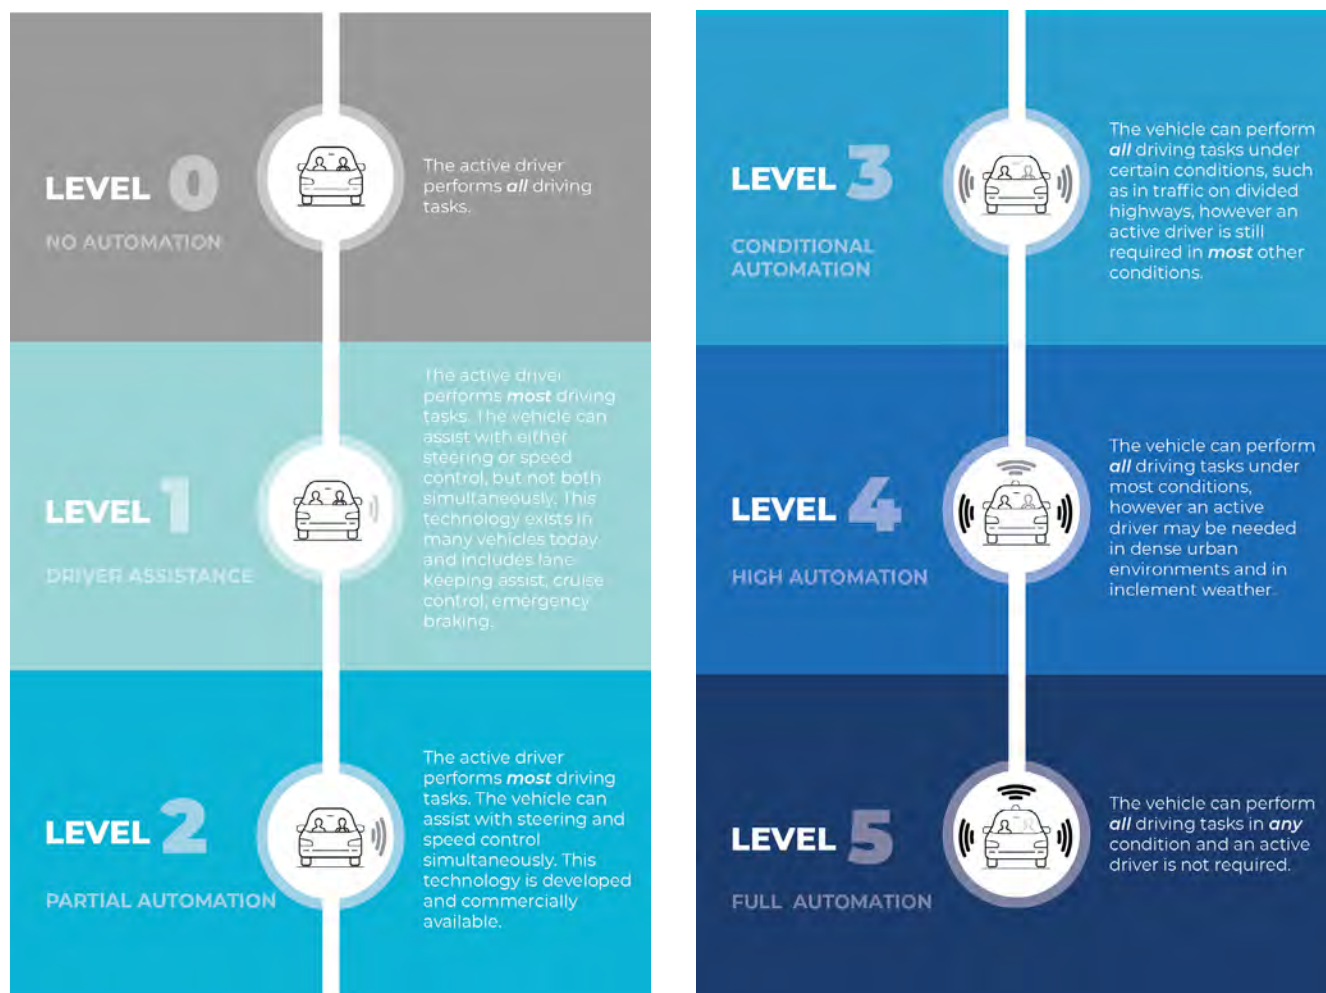 LEVEL 0
NO AUTOMATION
The active driver
performs all driving
tasks.
LEVEL 1
DRIVER ASSISTANCE
The active driver
performs most driving
tasks. The vehicle can
assist with either
steering or speed
control, but not both
simultaneously. This
technology exists in
many vehicles today
and includes lane
keeping assist, cruise
control, emergency
braking.
LEVEL 2
PARTIAL AUTOMATION
The active driver
performs most driving
tasks. The vehicle can
assist with steering and
speed control
simultaneously. This
technology is developed
and commercially
available.
LEVEL 3
CONDITIONAL
AUTOMATION
The vehicle can perform
all driving tasks under
certain conditions, such
as in traffic on divided
highways, however an
active driver is still
required in most other
conditions.
LEVEL 4
HIGH AUTOMATION
The vehicle can perform
all driving tasks under
most conditions,
however an active
driver may be needed
in dense urban
environments and in
inclement weather.
LEVEL 5
FULL AUTOMATION
The vehicle can perform
all driving tasks in any
condition and an active
driver is not required.